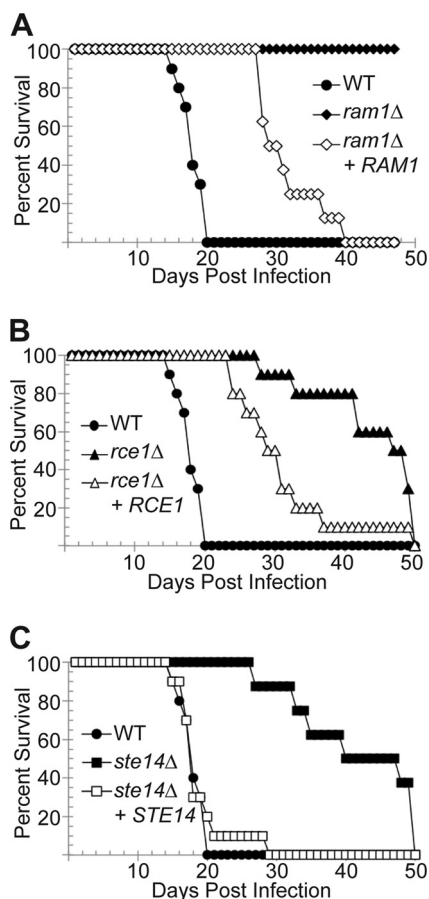 A
Percent Survival
100
80
60
40
20
20
30
40
50
Days Post Infection
WT
ram1Δ
ram1Δ
+ RAM1
B
Percent Survival
100
80
60
40
20
10
20
30
40
50
Days Post Infection
WT
rce1Δ
rce1Δ
+ RCE1
C
Percent Survival
100
80
60
40
20
10
20
30
40
50
Days Post Infection
WT
ste14Δ
ste14Δ
+ STE14